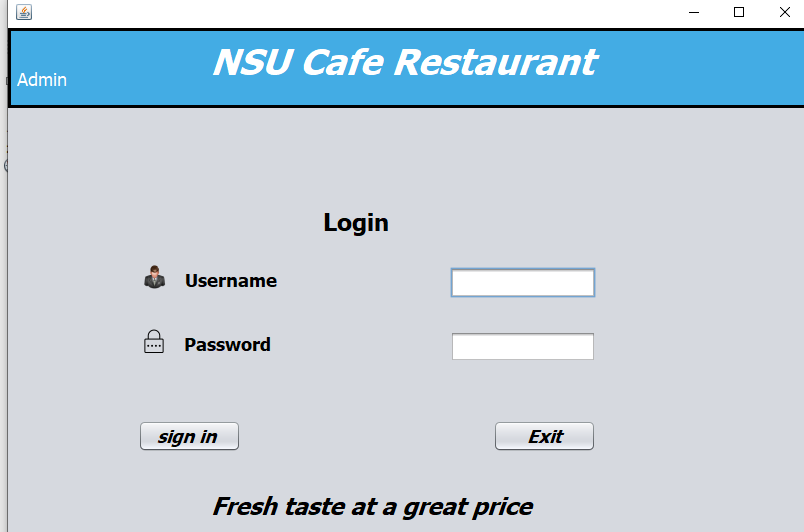 NSU Cafe Restaurant
Admin
Login
Username
Password
sign in Exit
Fresh taste at a great price